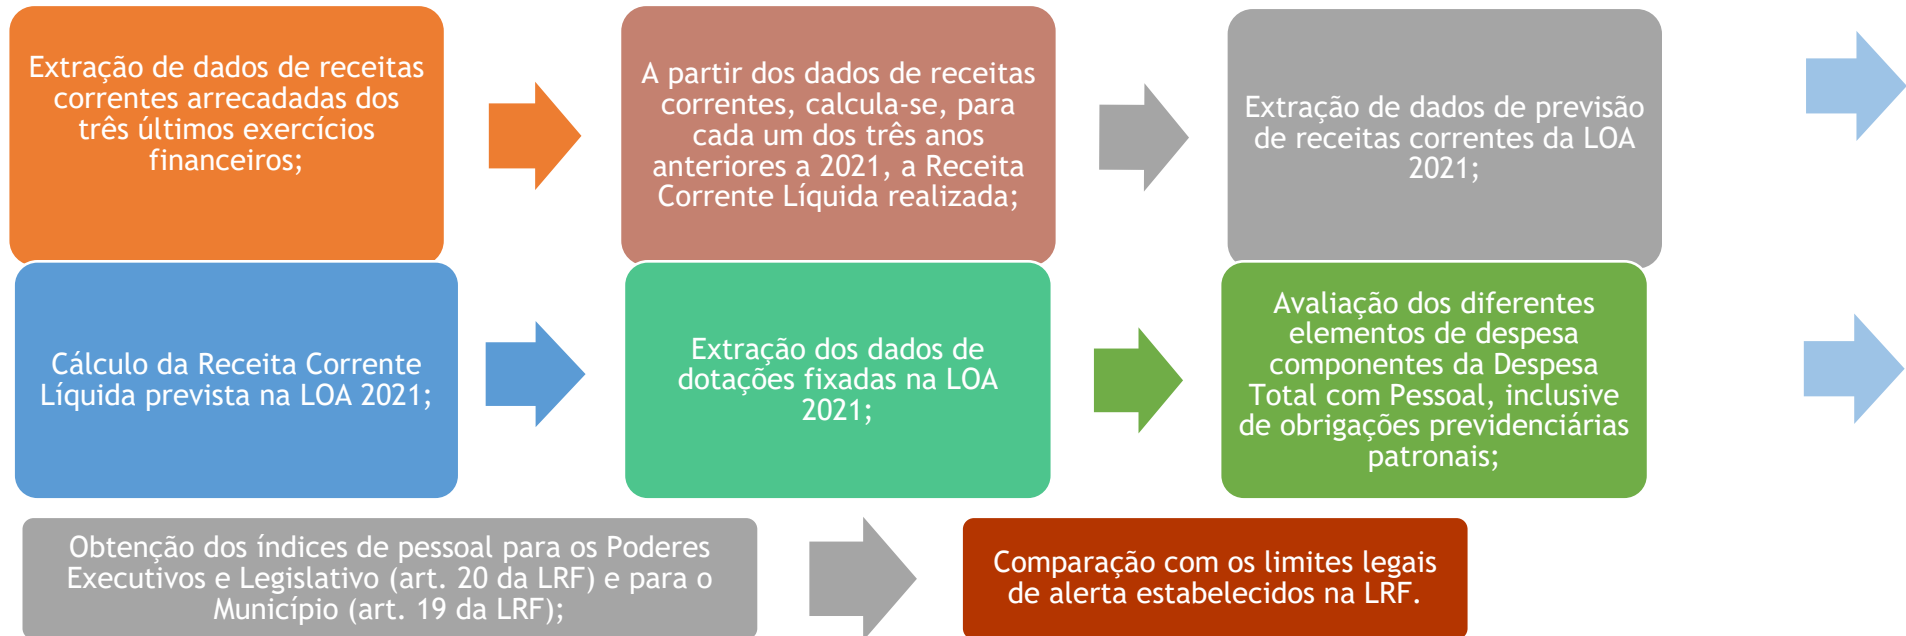 Extração de dados de receitas
correntes arrecadadas dos
três últimos exercícios
financeiros;
A partir dos dados de receitas
correntes, calcula-se, para
cada um dos três anos
anteriores a 2021, a Receita
Corrente Líquida realizada;
Extração de dados de previsão
de receitas correntes da LOA
2021;
Cálculo da Receita Corrente
Líquida prevista na LOA 2021;
Extração dos dados de
dotações fixadas na LOA
2021;
Avaliação dos diferentes
elementos de despesa
componentes da Despesa
Total com Pessoal, inclusive
de obrigações previdenciárias
patronais;
Obtenção dos índices de pessoal para os Poderes
Executivos e Legislativo (art. 20 da LRF) e para o
Município (art. 19 da LRF);
Comparação com os limites legais
de alerta estabelecidos na LRF.